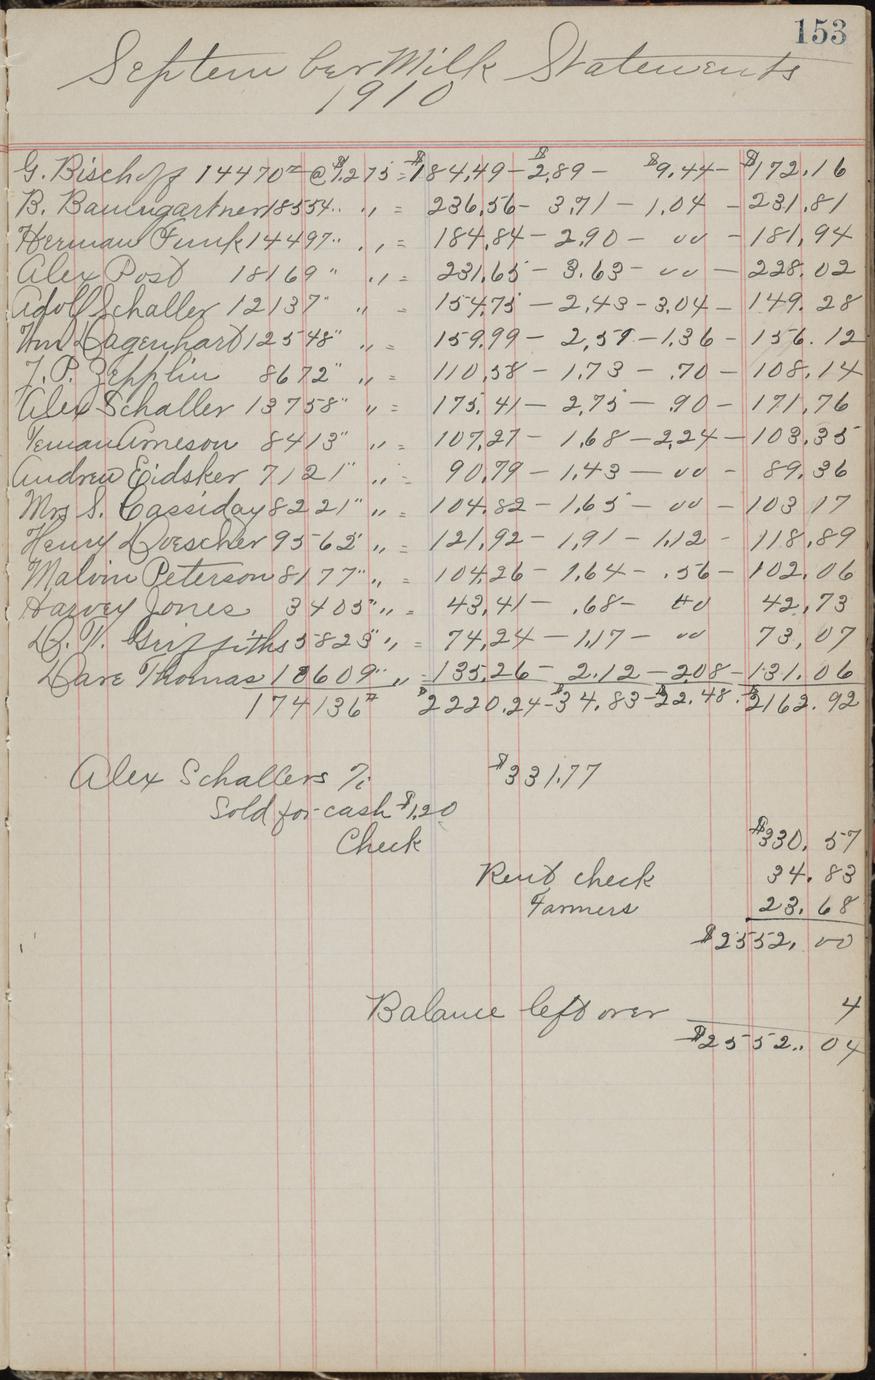 153
September Milk Statements
1910
G. Bischoff 14470# @ $1.275 = $184.49 - $2.89 - $9.44 - $172.16
B. Baumgartner 18554 " " = 236.56 - 3.71 - 1.04 - 231.81
Herman Funk 14497 " " = 184.84 - 2.90 - 00 - 181.94
Alex Post 18169 " " = 231.65 - 3.63 - 00 - 228.02
Adolf Schaller 12137 " " = 154.75 - 2.43 - 3.04 - 149.28
Wm Dagenhart 12548 " " = 159.99 - 2.51 - 1.36 - 156.12
J. P. Zepplin 8672 " " = 110.58 - 1.73 - .70 - 108.14
Alex Schaller 13758 " " = 175.41 - 2.75 - .90 - 171.76
Teman Arneson 8413 " " = 107.27 - 1.68 - 2.24 - 103.35
Andrew Eidsker 7121 " " = 90.79 - 1.43 - 00 - 89.36
Mrs S. Cassiday 8221 " " = 104.82 - 1.65 - 00 - 103 17
Henry Doescher 9562 " " = 121.92 - 1.91 - 1.12 - 118.89
Malvin Peterson 8177 " " = 104.26 - 1.64 - .56 - 102.06
Harvey Jones 3405 " " = 43.41 - .68 - 00 42.73
D. T. Griffiths 5823 " " = 74.24 - 1.17 - 00 73.07
Dave Thomas 10609 " " = 135.26 - 2.12 - 2.08 - 131.06
174136# $2220.24 - $34.83 - $22.48 - $2162.92
Alex Schallers % $331.77
Sold for cash $1.20
Check $330.57
Rent check 34.83
Farmers 23.68
$2552.00
Balance left over 4
$2552.04